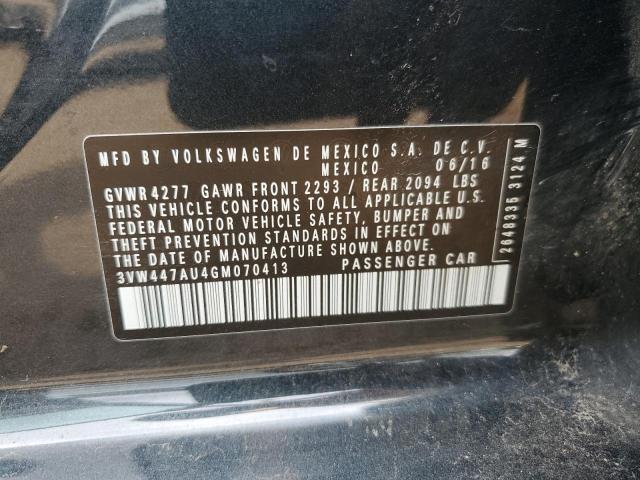 MFD BY VOLKSWAGEN DE MEXICO S.A. DE C.V.
MEXICO 06/16
GVWR 4277 GAWR FRONT 2293 / REAR 2094 LBS
THIS VEHICLE CONFORMS TO ALL APPLICABLE U.S.
FEDERAL MOTOR VEHICLE SAFETY, BUMPER AND
THEFT PREVENTION STANDARDS IN EFFECT ON
THE DATE OF MANUFACTURE SHOWN ABOVE.
3VW447AU4GM070413 PASSENGER CAR
2648335 3124 M